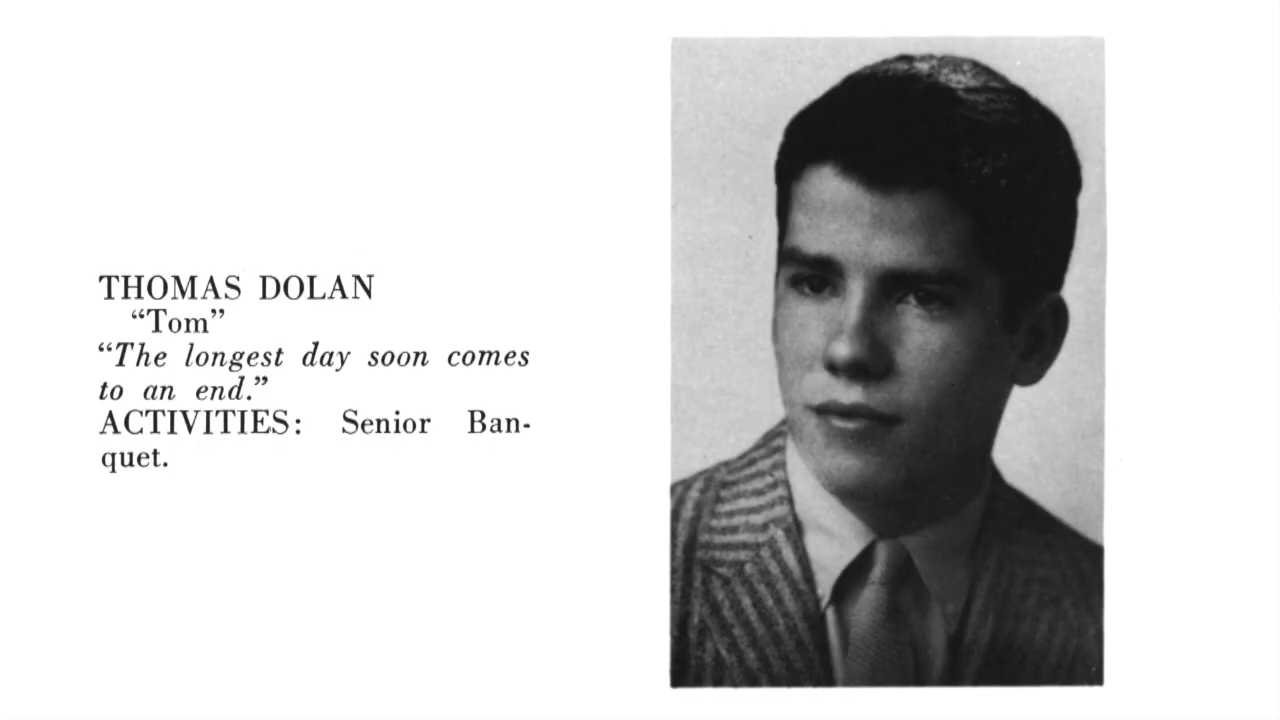 THOMAS DOLAN
“Tom”
“The longest day soon comes
to an end.”
ACTIVITIES: Senior Ban-
quet.